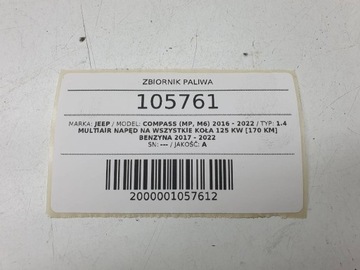 ZBIORNIK PALIWA
105761
MARKA: JEEP / MODEL: COMPASS (MP, M6) 2016 - 2022 / TYP: 1.4
MULTIAIR NAPĘD NA WSZYSTKIE KOŁA 125 KW [170 KM]
BENZYNA 2017 - 2022
SN: --- / JAKOŚĆ: A
2000001057612